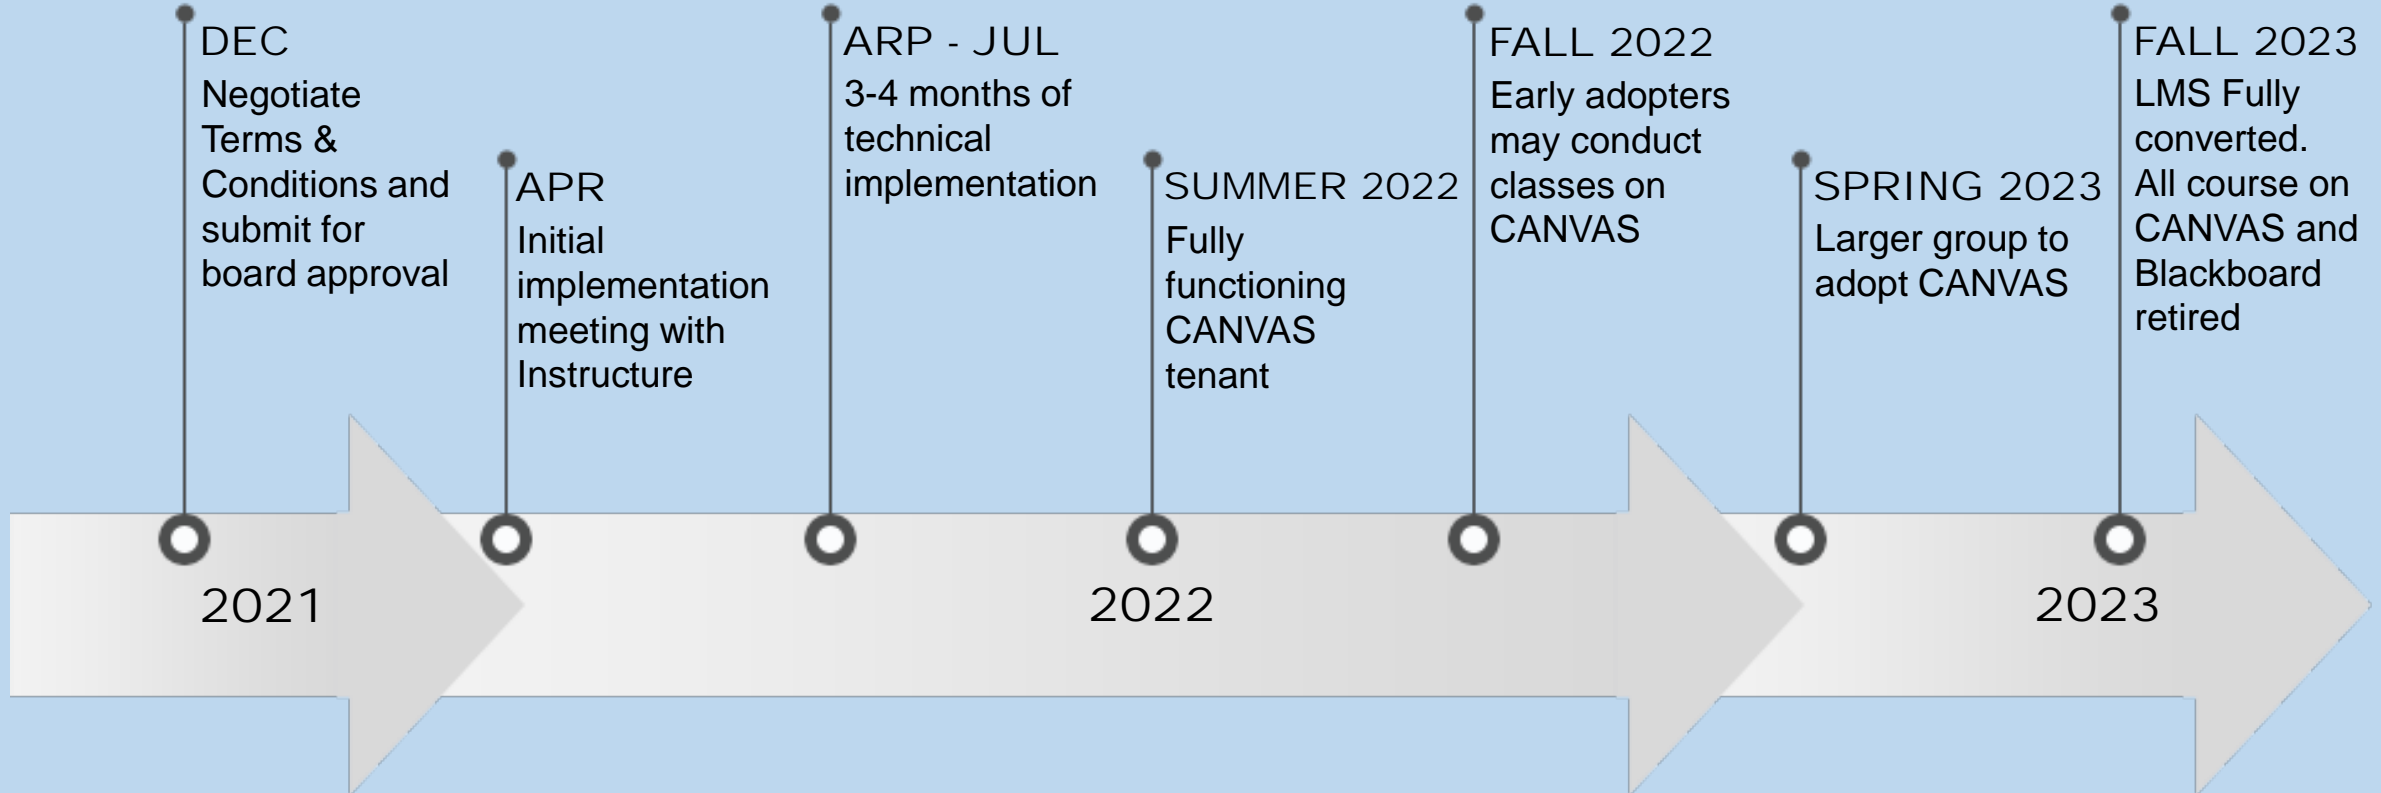 DEC
Negotiate
Terms &
Conditions and
submit for
board approval
APR
Initial
implementation
meeting with
Instructure
ARP - JUL
3-4 months of
technical
implementation
SUMMER 2022
Fully
functioning
CANVAS
tenant
FALL 2022
Early adopters
may conduct
classes on
CANVAS
SPRING 2023
Larger group to
adopt CANVAS
FALL 2023
LMS Fully
converted.
All course on
CANVAS and
Blackboard
retired
2021
2022
2023